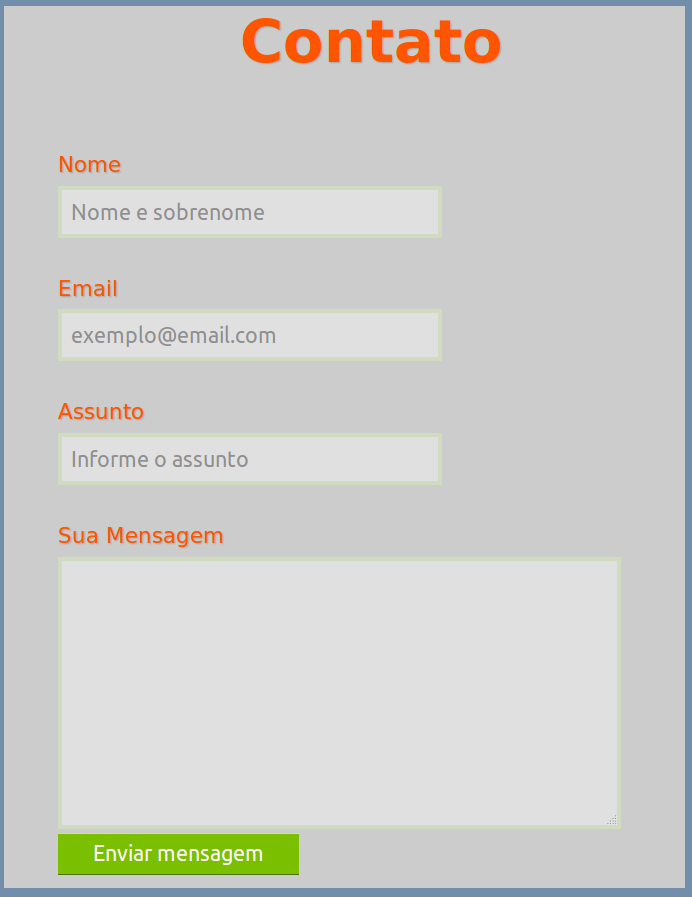 Contato
Nome
Nome e sobrenome
Email
exemplo@email.com
Assunto
Informe o assunto
Sua Mensagem
Enviar mensagem